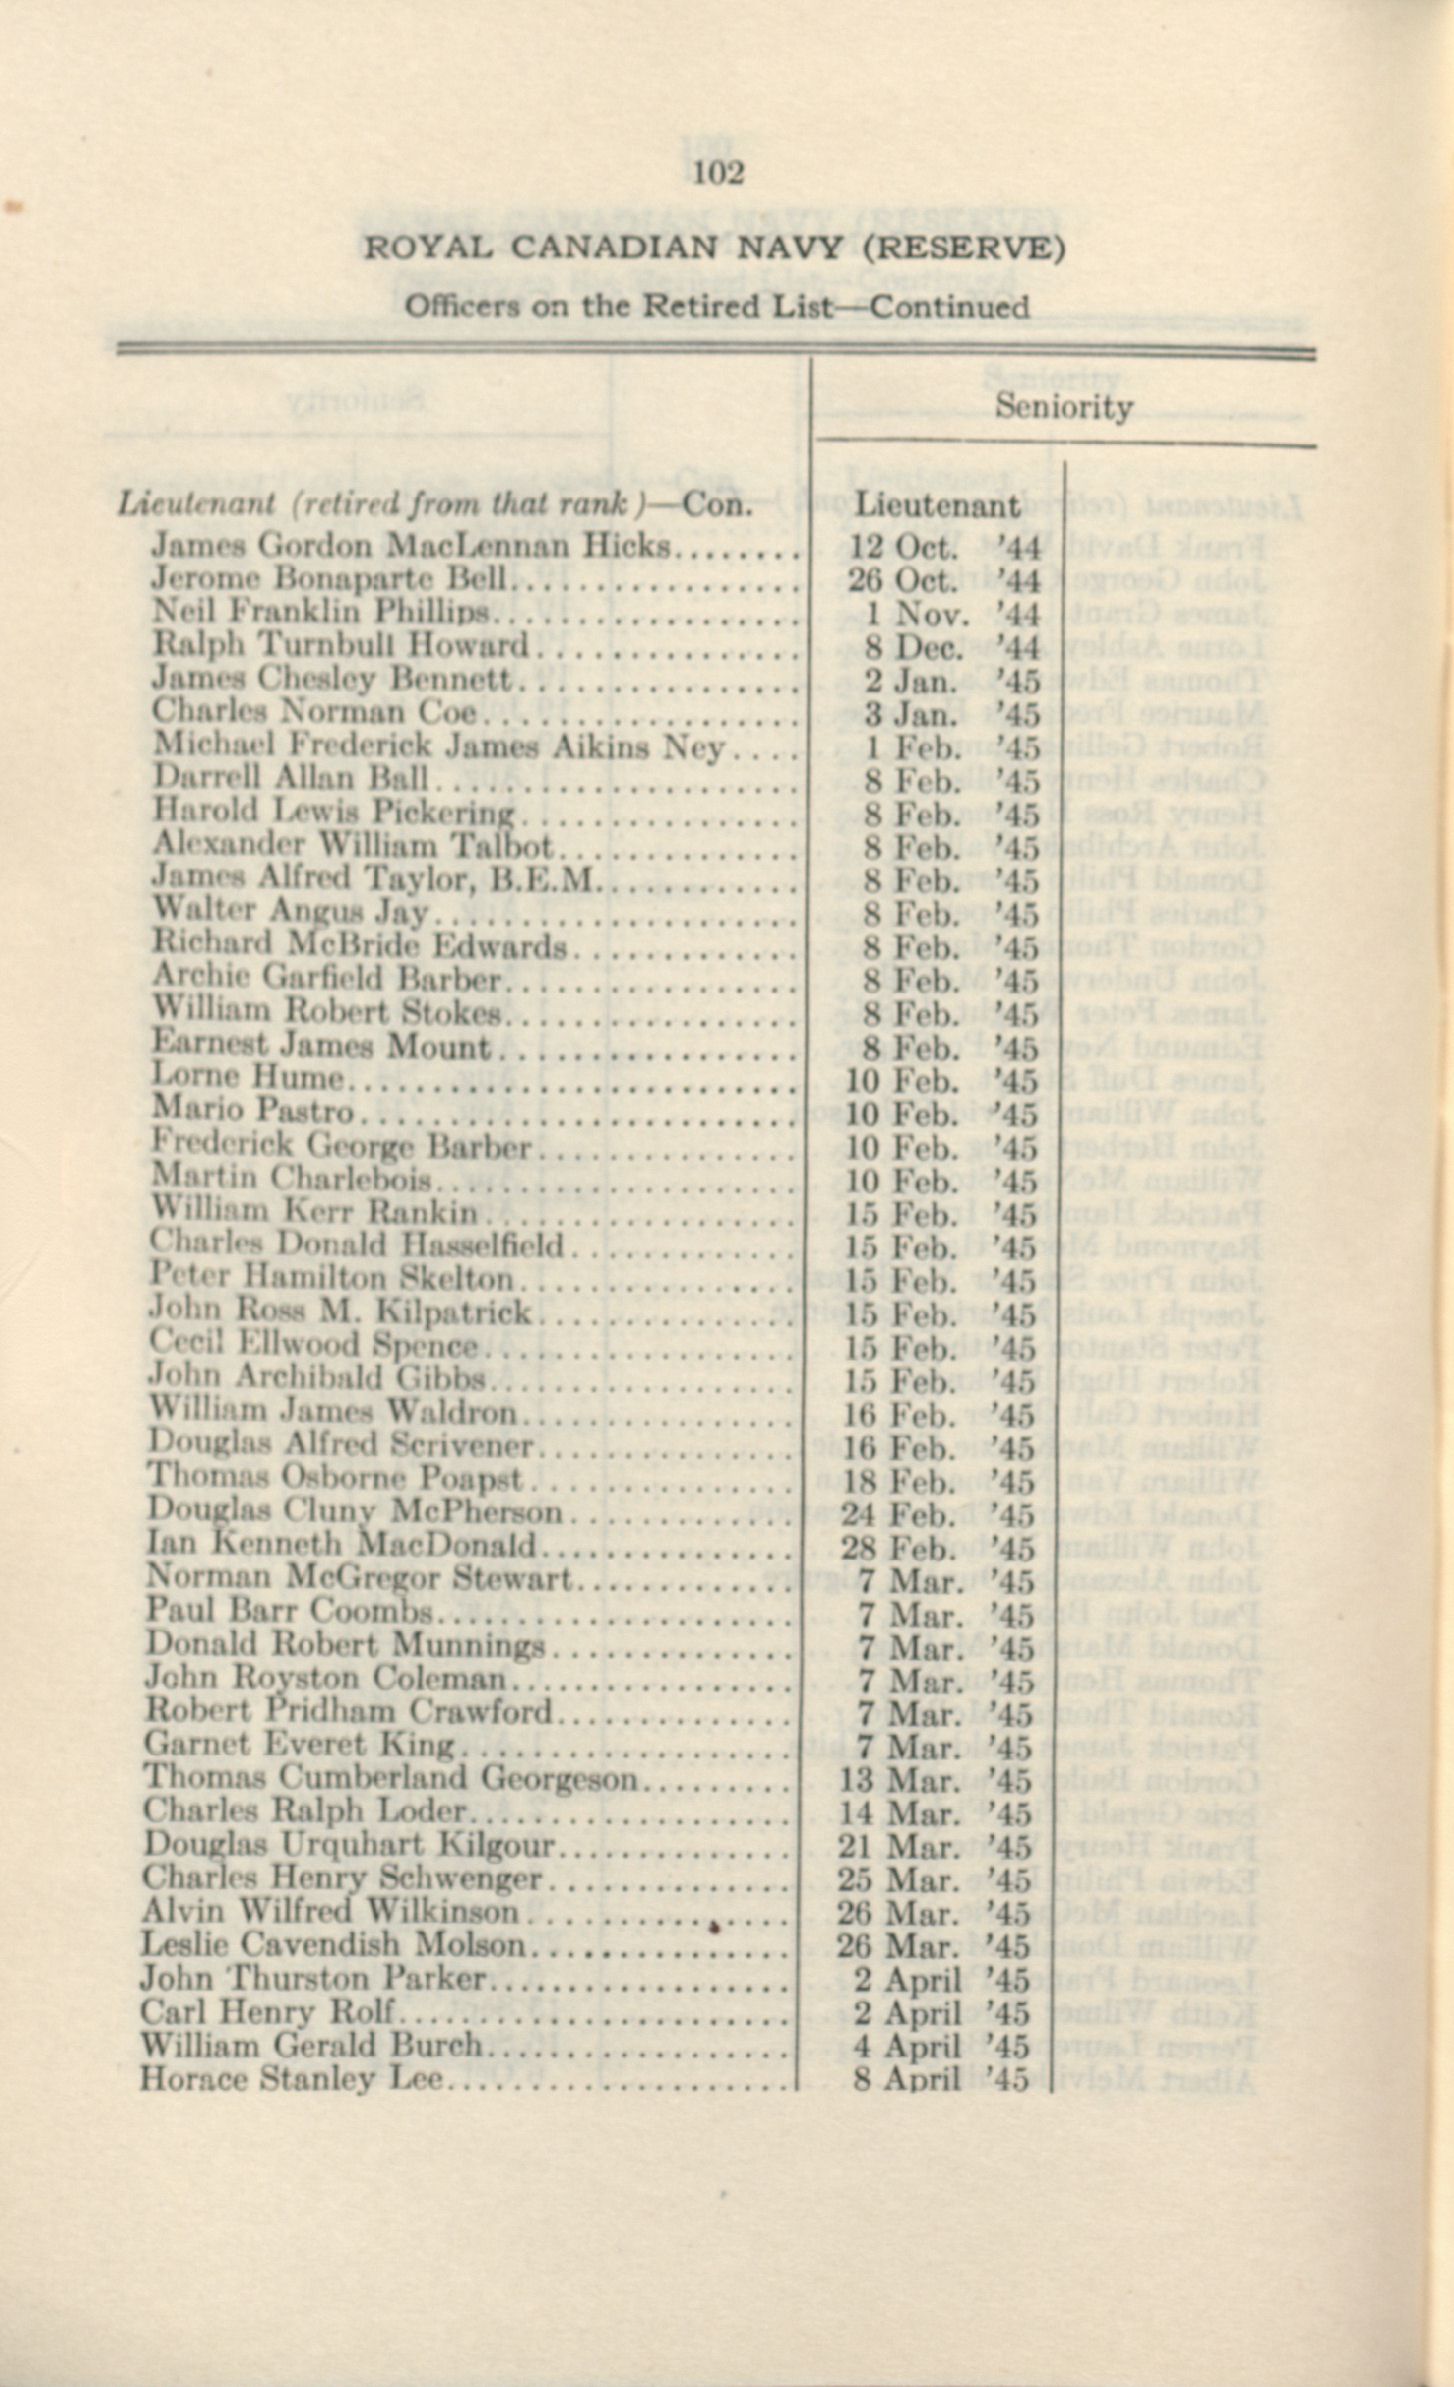 102
ROYAL CANADIAN NAVY (RESERVE)
Officers on the Retired List—Continued
Seniority
Lieutenant (retired from that rank)—Con. Lieutenant
James Gordon MacLennan Hicks........ 12 Oct. '44
Jerome Bonaparte Bell................. 26 Oct. '44
Neil Franklin Phillips.................. 1 Nov. '44
Ralph Turnbull Howard................ 8 Dec. '44
James Chesley Bennett................. 2 Jan. '45
Charles Norman Coe................... 3 Jan. '45
Michael Frederick James Aikins Ney.... 1 Feb. '45
Darrell Allan Ball...................... 8 Feb. '45
Harold Lewis Pickering................. 8 Feb. '45
Alexander William Talbot.............. 8 Feb. '45
James Alfred Taylor, B.E.M............ 8 Feb. '45
Walter Angus Jay...................... 8 Feb. '45
Richard McBride Edwards.............. 8 Feb. '45
Archie Garfield Barber................. 8 Feb. '45
William Robert Stokes.................. 8 Feb. '45
Earnest James Mount.................. 8 Feb. '45
Lorne Hume........................... 10 Feb. '45
Mario Pastro.......................... 10 Feb. '45
Frederick George Barber................ 10 Feb. '45
Martin Charlebois...................... 10 Feb. '45
William Kerr Rankin................... 15 Feb. '45
Charles Donald Hasselfield.............. 15 Feb. '45
Peter Hamilton Skelton................. 15 Feb. '45
John Ross M. Kilpatrick................ 15 Feb. '45
Cecil Ellwood Spence................... 15 Feb. '45
John Archibald Gibbs................... 15 Feb. '45
William James Waldron................. 16 Feb. '45
Douglas Alfred Scrivener................ 16 Feb. '45
Thomas Osborne Poapst................ 18 Feb. '45
Douglas Cluny McPherson.............. 24 Feb. '45
Ian Kenneth MacDonald............... 28 Feb. '45
Norman McGregor Stewart............. 7 Mar. '45
Paul Barr Coombs..................... 7 Mar. '45
Donald Robert Munnings............... 7 Mar. '45
John Royston Coleman................. 7 Mar. '45
Robert Pridham Crawford.............. 7 Mar. '45
Garnet Everet King.................... 7 Mar. '45
Thomas Cumberland Georgeson......... 13 Mar. '45
Charles Ralph Loder................... 14 Mar. '45
Douglas Urquhart Kilgour.............. 21 Mar. '45
Charles Henry Schwenger............... 25 Mar. '45
Alvin Wilfred Wilkinson................ 26 Mar. '45
Leslie Cavendish Molson................ 26 Mar. '45
John Thurston Parker.................. 2 April '45
Carl Henry Rolf........................ 2 April '45
William Gerald Burch.................. 4 April '45
Horace Stanley Lee..................... 8 April '45